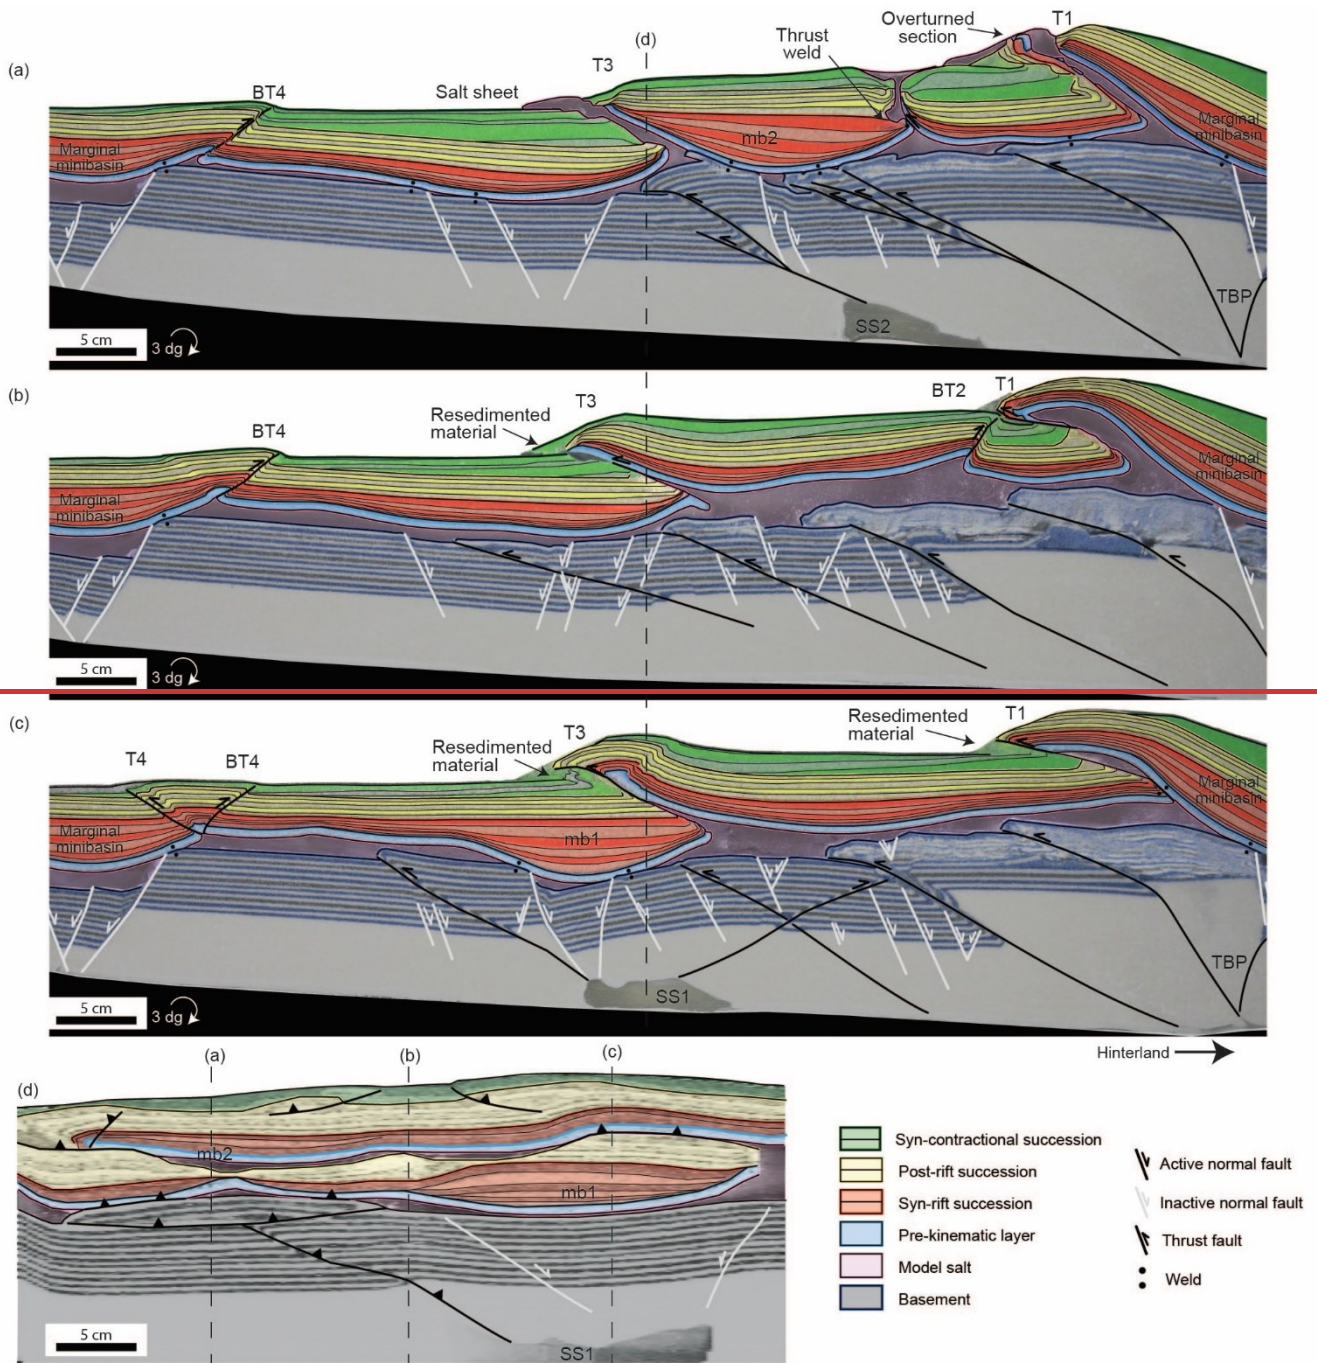 (a)
(d)
Overturned
section
T1
Thrust
weld
T3
Salt sheet
BT4
Marginal
minibasin
mb2
Marginal
minibasin
TBP
SS2
5 cm
3 dg
(b)
BT4
Resedimented
material
T3
BT2
T1
Marginal
minibasin
Marginal
minibasin
5 cm
3 dg
(c)
T4
BT4
Resedimented
material
T3
Resedimented
material
T1
Marginal
minibasin
mb1
Marginal
minibasin
TBP
SS1
5 cm
3 dg
Hinterland
(d)
(a)
(b)
(c)
mb2
mb1
5 cm
SS1
Syn-contractional succession
Post-rift succession
Syn-rift succession
Pre-kinematic layer
Model salt
Basement
Active normal fault
Inactive normal fault
Thrust fault
Weld